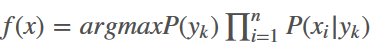 f(x) = argmaxP(y_k) ∏_{i=1}^{n} P(x_i|y_k)